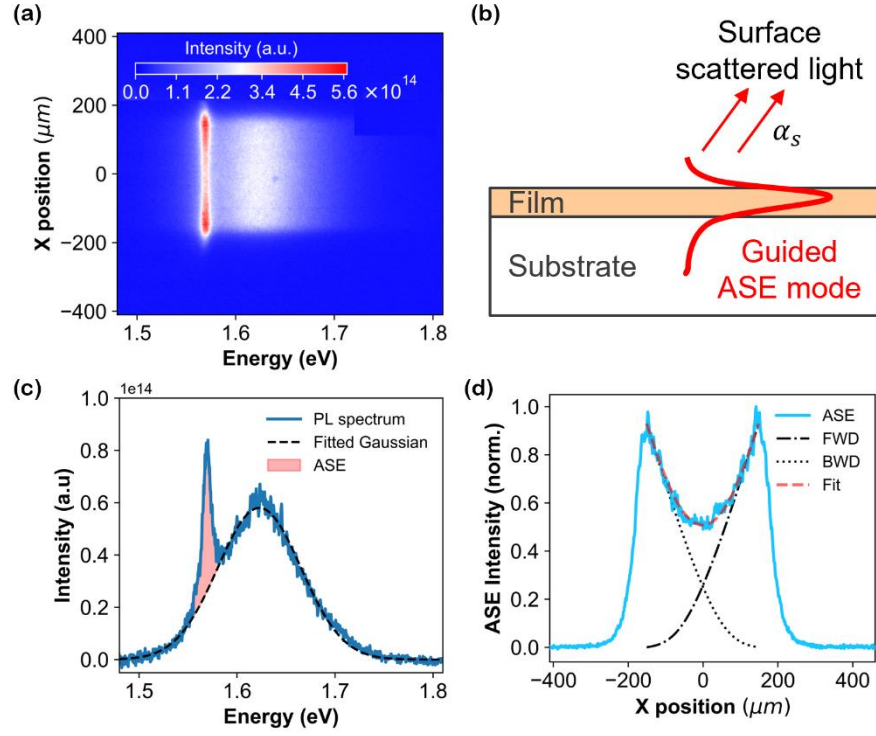 (a)
Intensity (a.u.)
0.0 1.1 2.2 3.4 4.5 5.6 ×10¹⁴
400
200
0
−200
−400
X position (μm)
1.5 1.6 1.7 1.8
Energy (eV)
(b)
Surface
scattered light
αₛ
Film
Substrate
Guided
ASE mode
(c)
1e14
1.0
0.8
0.6
0.4
0.2
0.0
Intensity (a.u)
PL spectrum
Fitted Gaussian
ASE
1.5 1.6 1.7 1.8
Energy (eV)
(d)
1.0
0.8
0.6
0.4
0.2
0.0
ASE Intensity (norm.)
ASE
FWD
BWD
Fit
−400 −200 0 200 400
X position (μm)